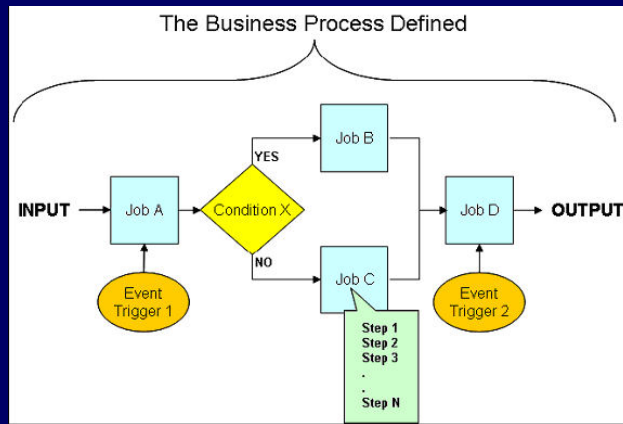 The Business Process Defined
YES
Job B
INPUT
Job A
Condition X
Job D
OUTPUT
NO
Job C
Event
Trigger 1
Event
Trigger 2
Step 1
Step 2
Step 3
.
.
Step N